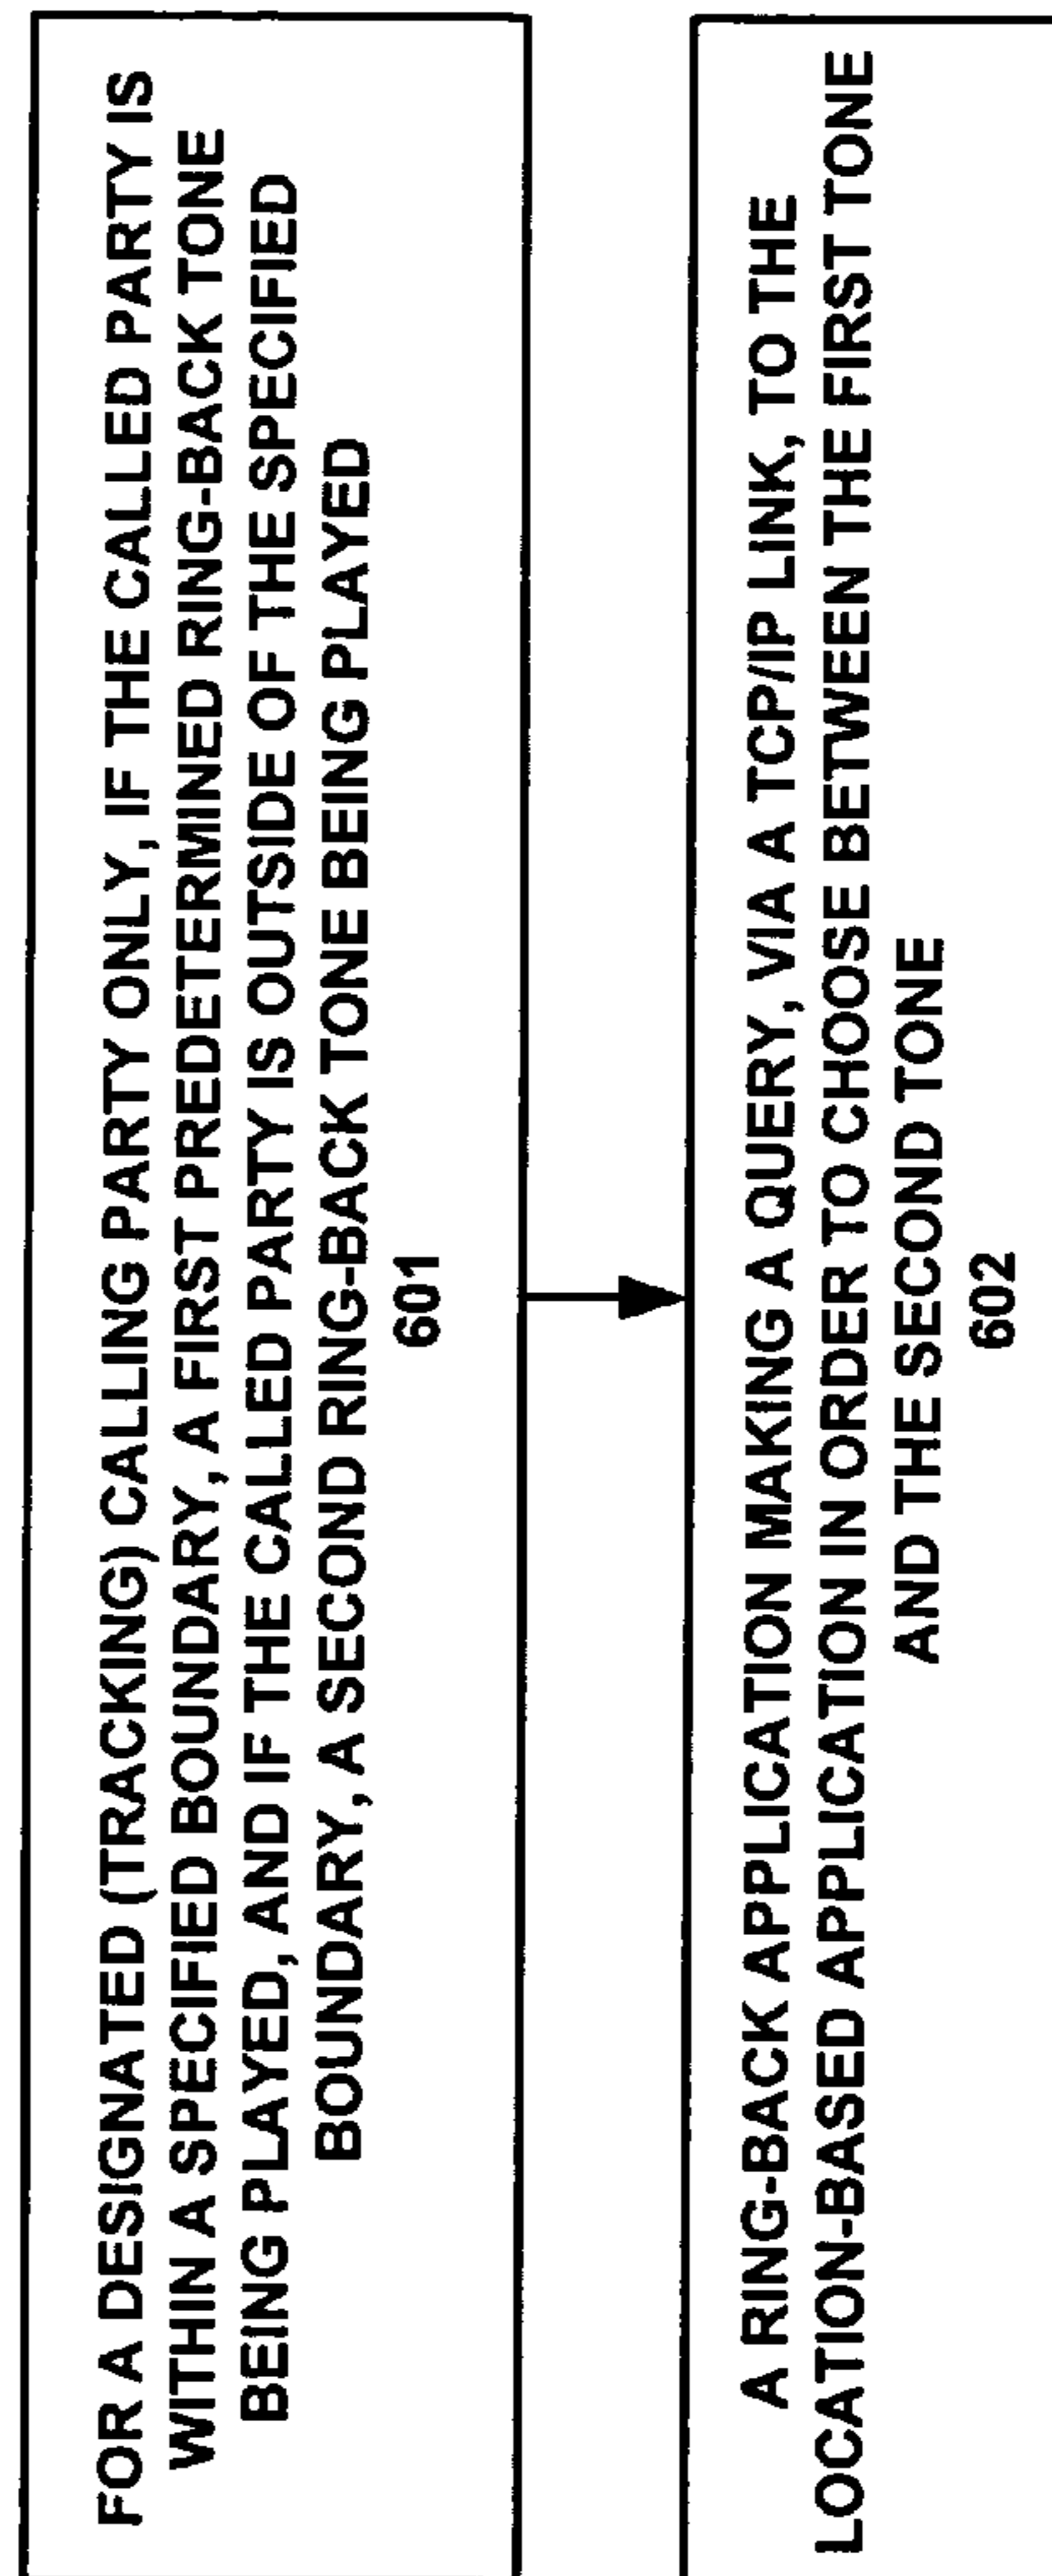 FOR A DESIGNATED (TRACKING) CALLING PARTY ONLY, IF THE CALLED PARTY IS
WITHIN A SPECIFIED BOUNDARY, A FIRST PREDETERMINED RING-BACK TONE
BEING PLAYED, AND IF THE CALLED PARTY IS OUTSIDE OF THE SPECIFIED
BOUNDARY, A SECOND RING-BACK TONE BEING PLAYED
601
A RING-BACK APPLICATION MAKING A QUERY, VIA A TCP/IP LINK, TO THE
LOCATION-BASED APPLICATION IN ORDER TO CHOOSE BETWEEN THE FIRST TONE
AND THE SECOND TONE
602